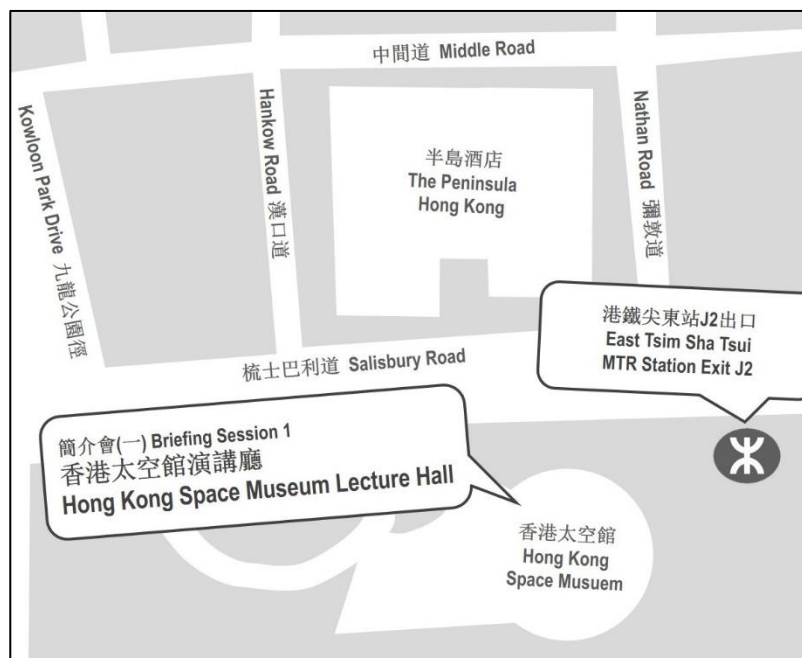 中間道 Middle Road
Kowloon Park Drive 九龍公園徑
Hankow Road 漢口道
半島酒店
The Peninsula
Hong Kong
Nathan Road 彌敦道
港鐵尖東站J2出口
East Tsim Sha Tsui
MTR Station Exit J2
梳士巴利道 Salisbury Road
簡介會(一) Briefing Session 1
香港太空館演講廳
Hong Kong Space Museum Lecture Hall
香港太空館
Hong Kong
Space Musuem